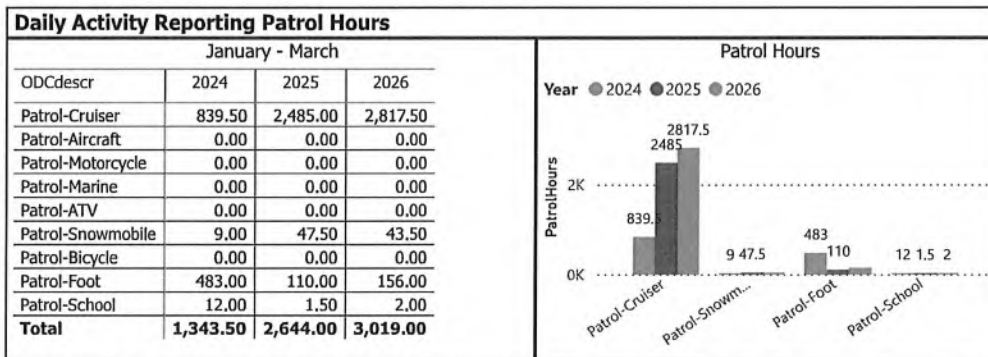 Daily Activity Reporting Patrol Hours
January - March
ODCdescr 2024 2025 2026
Patrol-Cruiser 839.50 2,485.00 2,817.50
Patrol-Aircraft 0.00 0.00 0.00
Patrol-Motorcycle 0.00 0.00 0.00
Patrol-Marine 0.00 0.00 0.00
Patrol-ATV 0.00 0.00 0.00
Patrol-Snowmobile 9.00 47.50 43.50
Patrol-Bicycle 0.00 0.00 0.00
Patrol-Foot 483.00 110.00 156.00
Patrol-School 12.00 1.50 2.00
Total 1,343.50 2,644.00 3,019.00
Patrol Hours
Year 2024 2025 2026
PatrolHours
2K
0K
839.5 2485 2817.5
9 47.5
483 110
12 1.5 2
Patrol-Cruiser
Patrol-Snowm...
Patrol-Foot
Patrol-School